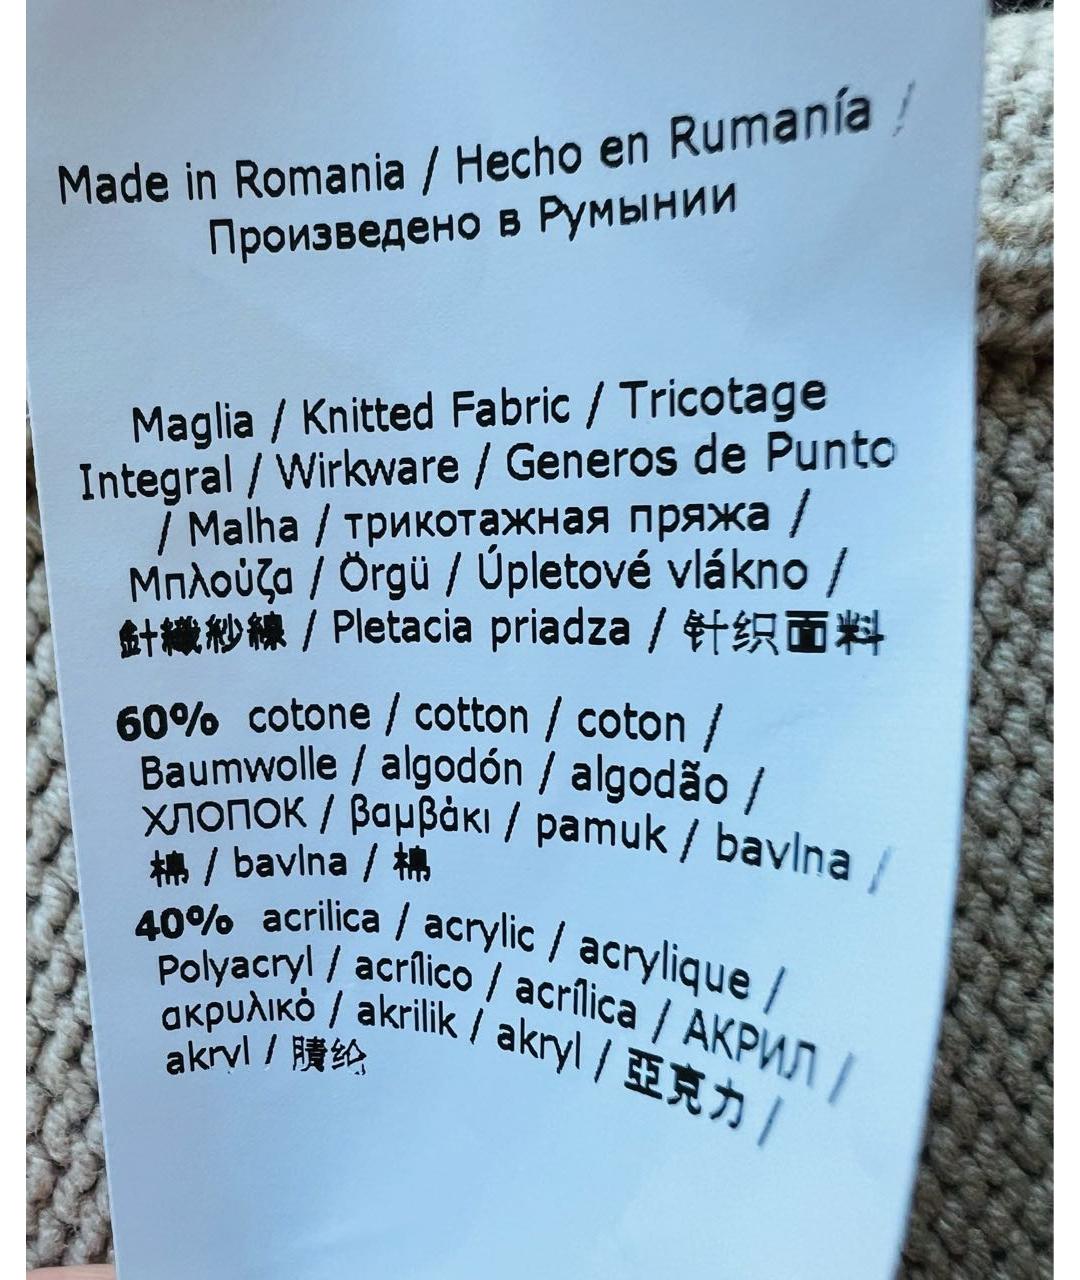 Made in Romania / Hecho en Rumanía /
Произведено в Румынии
Maglia / Knitted Fabric / Tricotage
Integral / Wirkware / Generos de Punto
/ Malha / трикотажная пряжа /
Μπλούζα / Örgü / Úpletové vlákno /
針織紗線 / Pletacia priadza / 针织面料
60% cotone / cotton / coton /
Baumwolle / algodón / algodão /
ХЛОПОК / βαμβάκι / pamuk / bavlna /
棉 / bavlna / 棉
40% acrilica / acrylic / acrylique /
Polyacryl / acrílico / acrílica / АКРИЛ /
ακρυλικό / akrilik / akryl / 亞克力 /
akryl /